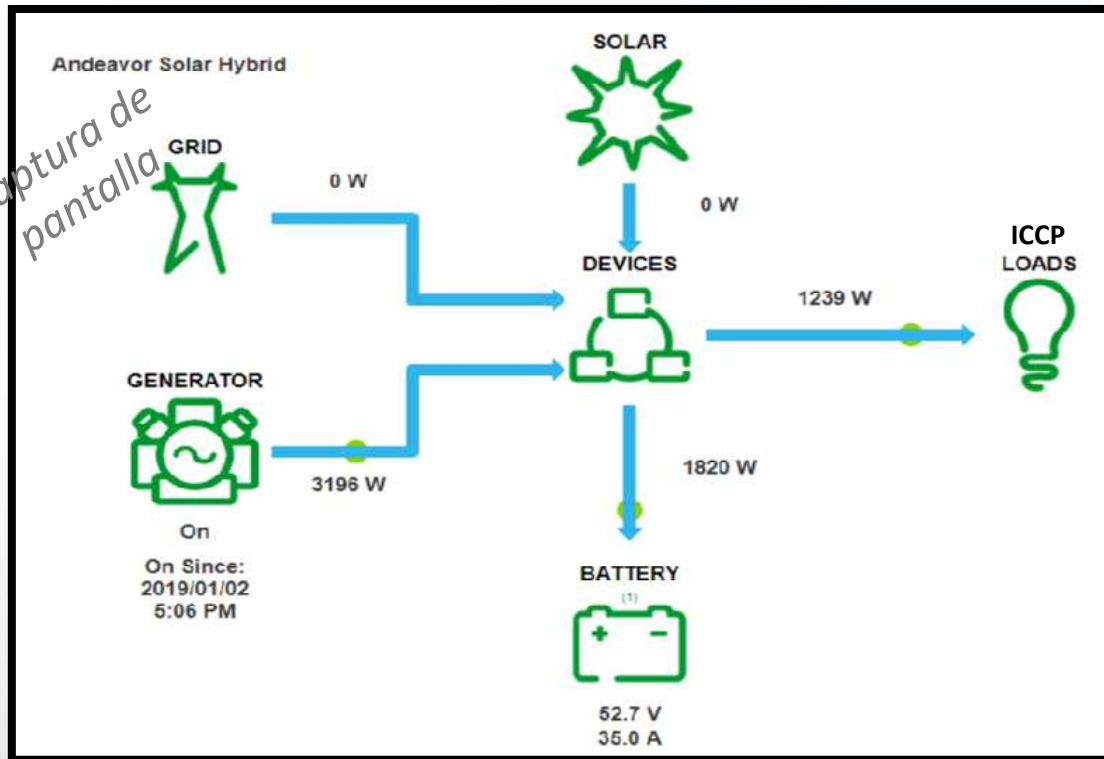 Andeavor Solar Hybrid
captura de
pantalla
SOLAR
GRID
0 W
0 W
DEVICES
ICCP
LOADS
1239 W
GENERATOR
3196 W
1820 W
On
On Since:
2019/01/02
5:06 PM
BATTERY
(1)
+ −
52.7 V
35.0 A